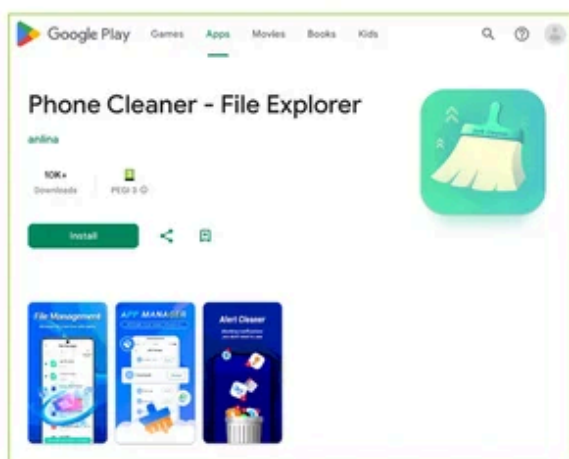 Google Play Games Apps Movies Books Kids
Phone Cleaner - File Explorer
anlina
10K+
Downloads
PEGI 3
Install
File Management
APP MANAGER
Alert Cleaner